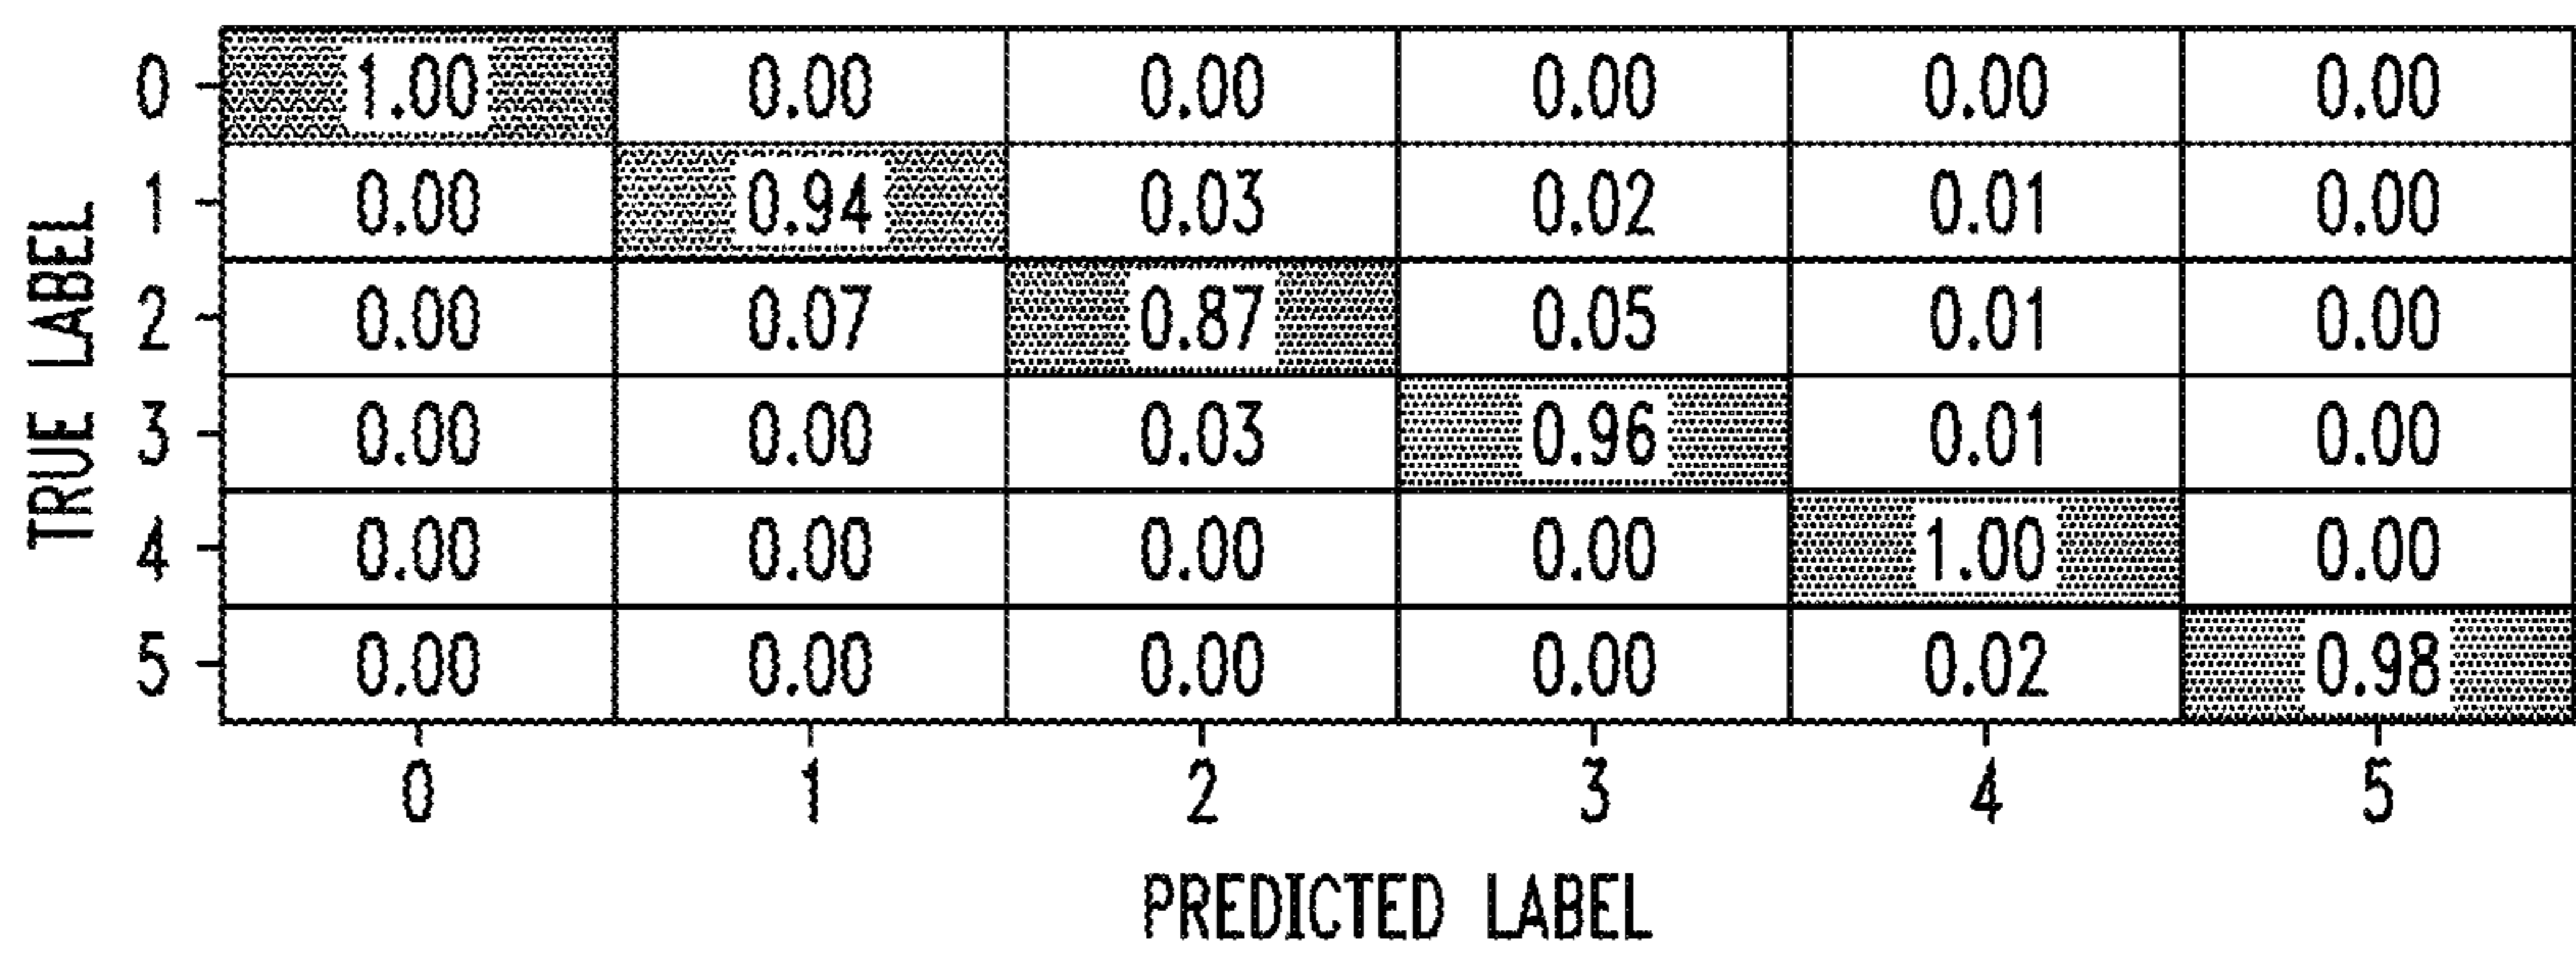 TRUE LABEL
0 1.00 0.00 0.00 0.00 0.00 0.00
1 0.00 0.94 0.03 0.02 0.01 0.00
2 0.00 0.07 0.87 0.05 0.01 0.00
3 0.00 0.00 0.03 0.96 0.01 0.00
4 0.00 0.00 0.00 0.00 1.00 0.00
5 0.00 0.00 0.00 0.00 0.02 0.98
0 1 2 3 4 5
PREDICTED LABEL